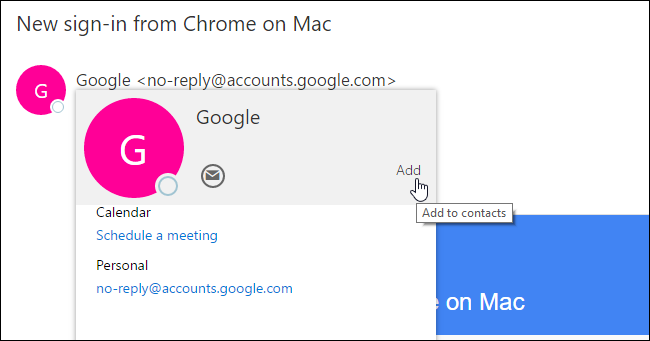 New sign-in from Chrome on Mac
G
Google <no-reply@accounts.google.com>
G
Google
Add
Add to contacts
Calendar
Schedule a meeting
Personal
no-reply@accounts.google.com
on Mac